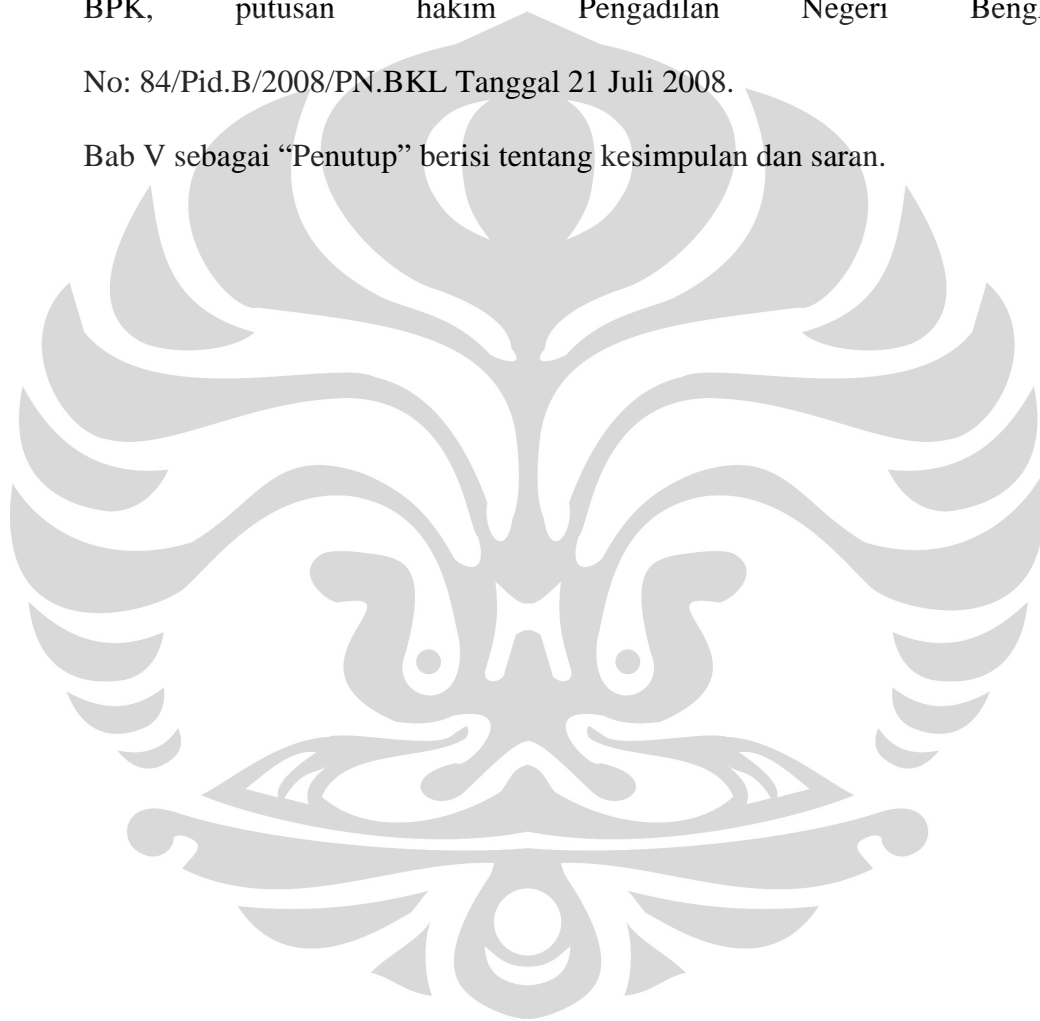 BPK, putusan hakim Pengadilan Negeri
No: 84/Pid.B/2008/PN.BKL Tanggal 21 Juli 2008.
Bab V sebagai “Penutup” berisi tentang kesimpulan dan saran.